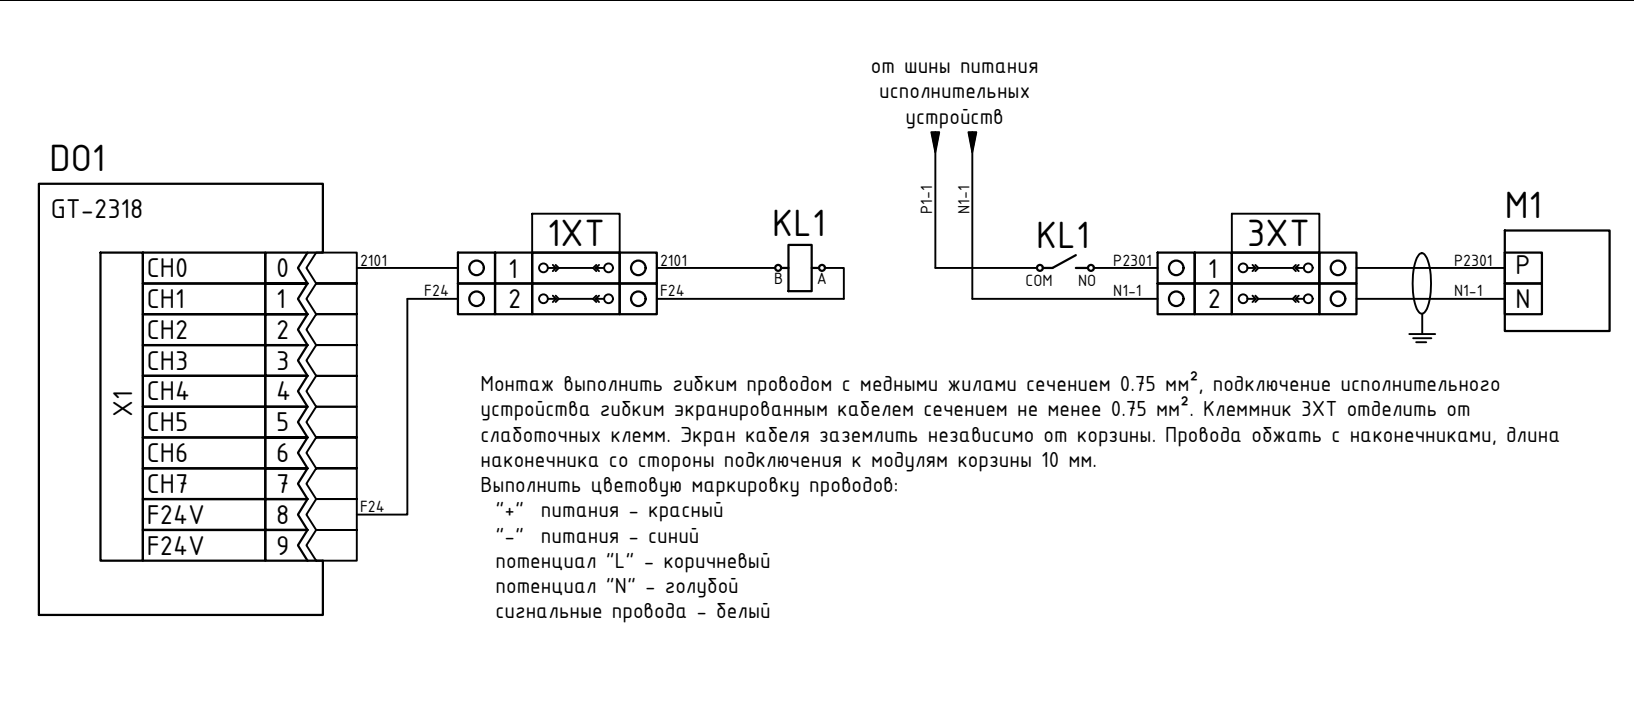 от шины питания
исполнительных
устройств
DO1
GT-2318
P1-1
N1-1
M1
1XT
KL1
KL1
3XT
CH0 0 2101
1
2101
B
A
COM
NO
P2301
1
P2301
P
CH1 1 F24
2
F24
N1-1
2
N1-1
N
CH2 2
CH3 3
CH4 4
X1
CH5 5
CH6 6
CH7 7
F24V 8 F24
F24V 9
Монтаж выполнить гибким проводом с медными жилами сечением 0.75 мм², подключение исполнительного
устройства гибким экранированным кабелем сечением не менее 0.75 мм². Клеммник 3ХТ отделить от
слаботочных клемм. Экран кабеля заземлить независимо от корзины. Провода обжать с наконечниками, длина
наконечника со стороны подключения к модулям корзины 10 мм.
Выполнить цветовую маркировку проводов:
"+" питания - красный
"-" питания - синий
потенциал "L" - коричневый
потенциал "N" - голубой
сигнальные провода - белый